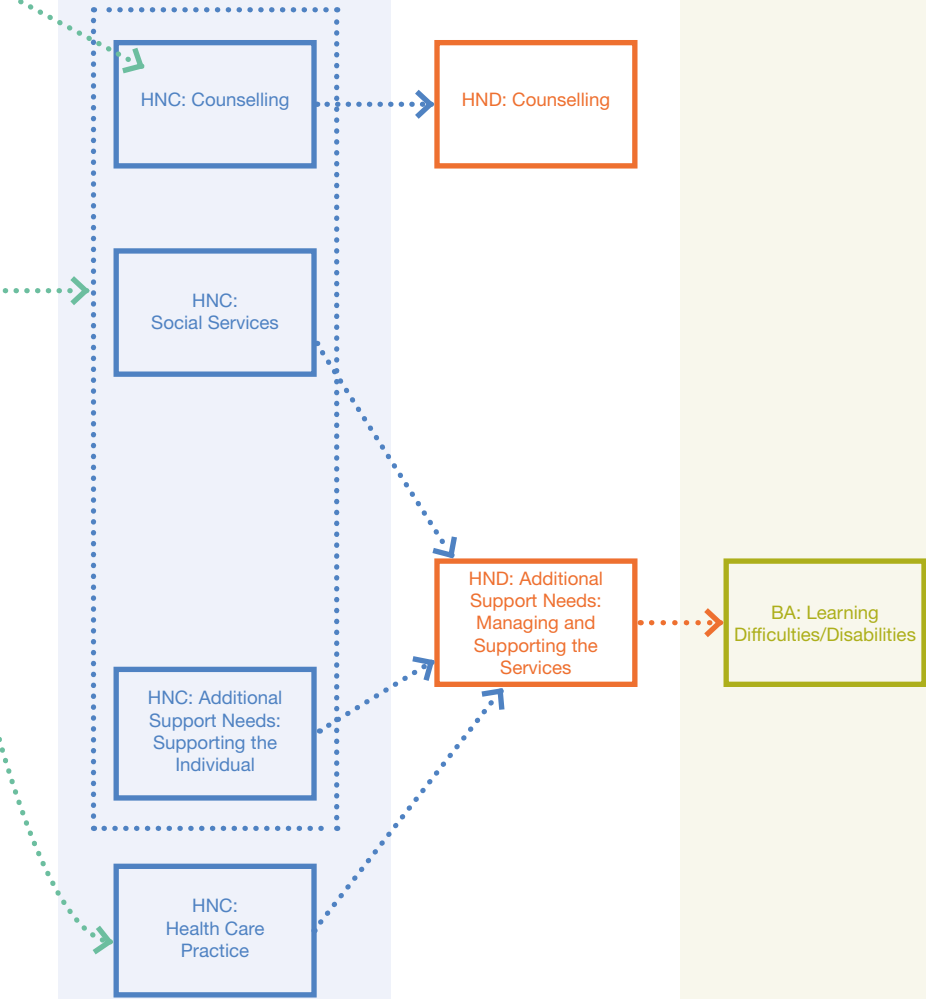 HNC: Counselling
HND: Counselling
HNC:
Social Services
HND: Additional
Support Needs:
Managing and
Supporting the
Services
BA: Learning
Difficulties/Disabilities
HNC: Additional
Support Needs:
Supporting the
Individual
HNC:
Health Care
Practice